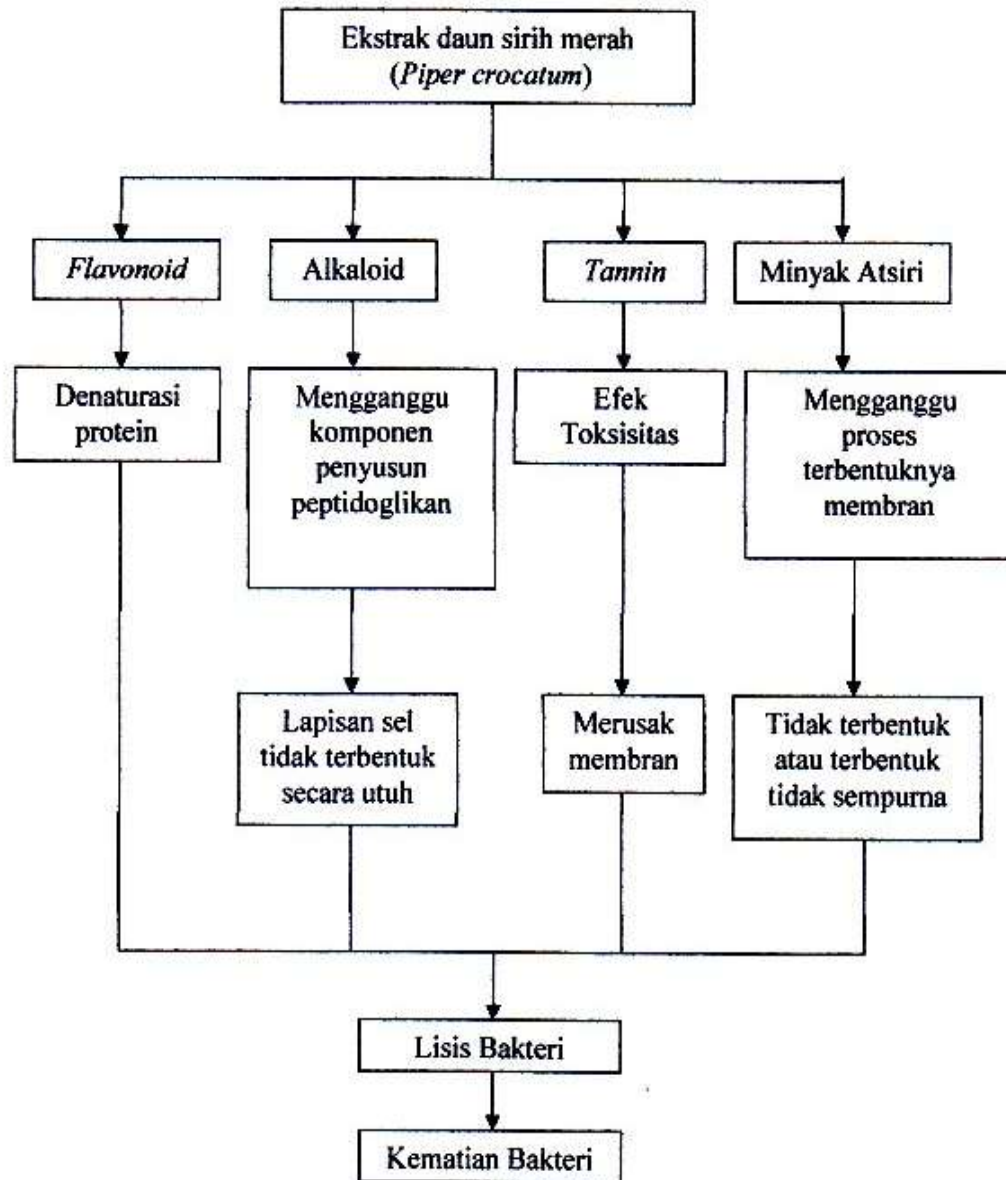 Ekstrak daun sirih merah
(Piper crocatum)
Flavonoid
Alkaloid
Tannin
Minyak Atsiri
Denaturasi
protein
Mengganggu
komponen
penyusun
peptidoglikan
Efek
Toksisitas
Mengganggu
proses
terbentuknya
membran
Lapisan sel
tidak terbentuk
secara utuh
Merusak
membran
Tidak terbentuk
atau terbentuk
tidak sempurna
Lisis Bakteri
Kematian Bakteri